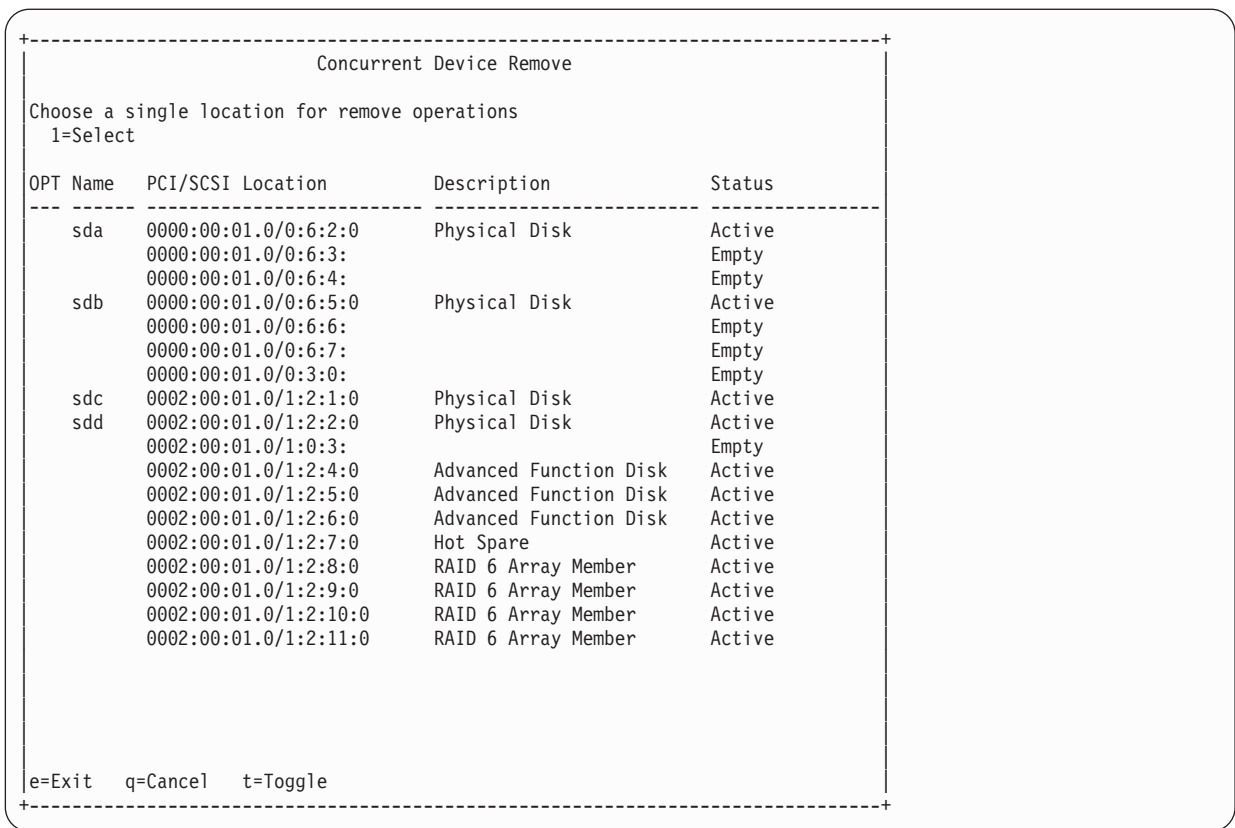 +--------------------------------------------------------------------------------+
| Concurrent Device Remove |
Choose a single location for remove operations
1=Select
OPT Name PCI/SCSI Location Description Status
--- ------ -------------------------- ------------------------- ----------------
sda 0000:00:01.0/0:6:2:0 Physical Disk Active
0000:00:01.0/0:6:3: Empty
0000:00:01.0/0:6:4: Empty
sdb 0000:00:01.0/0:6:5:0 Physical Disk Active
0000:00:01.0/0:6:6: Empty
0000:00:01.0/0:6:7: Empty
0000:00:01.0/0:3:0: Empty
sdc 0002:00:01.0/1:2:1:0 Physical Disk Active
sdd 0002:00:01.0/1:2:2:0 Physical Disk Active
0002:00:01.0/1:0:3: Empty
0002:00:01.0/1:2:4:0 Advanced Function Disk Active
0002:00:01.0/1:2:5:0 Advanced Function Disk Active
0002:00:01.0/1:2:6:0 Advanced Function Disk Active
0002:00:01.0/1:2:7:0 Hot Spare Active
0002:00:01.0/1:2:8:0 RAID 6 Array Member Active
0002:00:01.0/1:2:9:0 RAID 6 Array Member Active
0002:00:01.0/1:2:10:0 RAID 6 Array Member Active
0002:00:01.0/1:2:11:0 RAID 6 Array Member Active
e=Exit q=Cancel t=Toggle
+--------------------------------------------------------------------------------+